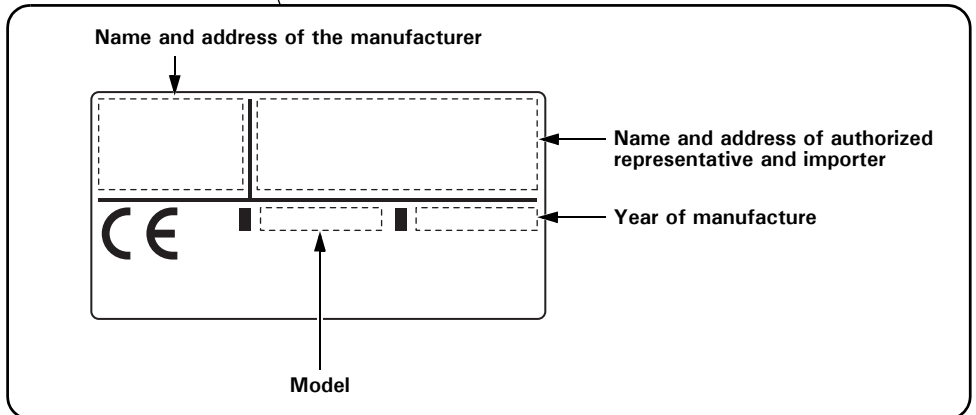 Name and address of the manufacturer
Name and address of authorized
representative and importer
CE
Year of manufacture
Model